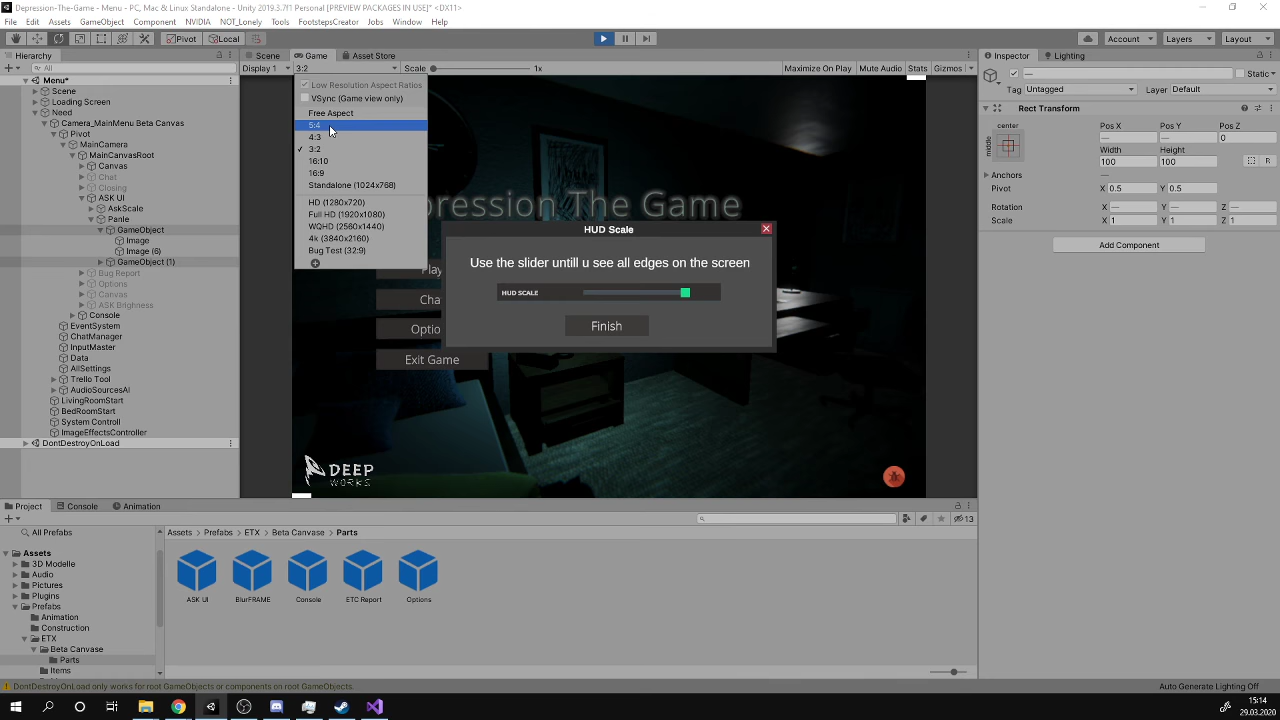 Depression-The-Game - Menu - PC, Mac & Linux Standalone - Unity 2019.3.7f1 Personal [PREVIEW PACKAGES IN USE]* <DX11>
File Edit Assets GameObject Component NVIDIA NOT_Lonely Tools FootstepsCreator Jobs Window Help
Pivot Local Account Layers Layout
Hierarchy Scene Game Asset Store Inspector Lighting
All Display 1 3:2 Scale 1x Maximize On Play Mute Audio Stats Gizmos
Menu*
Scene
Loading Screen
Need
Camera_MainMenu Beta Canvas
Pivot
MainCamera
MainCanvasRoot
Canvas
Chat
Closing
ASK UI
AskScale
Panle
GameObject
Image
Image (6)
GameObject (1)
Bug Report
Options
Canvas
ASK Brighness
Console
EventSystem
ChatManager
InputMaster
Data
AllSettings
Trello Tool
AudioSourcesAI
LivingRoomStart
BedRoomStart
System Controll
ImageEffectsController
DontDestroyOnLoad
Low Resolution Aspect Ratios
VSync (Game view only)
Free Aspect
5:4
4:3
3:2
16:10
16:9
Standalone (1024x768)
HD (1280x720)
Full HD (1920x1080)
WQHD (2560x1440)
4k (3840x2160)
Bug Test (32:9)
pression The Game
HUD Scale
Use the slider untill u see all edges on the screen
HUD SCALE
Finish
Play
Cha
Optio
Exit Game
DEEP
WORKS
— Static
Tag Untagged Layer Default
Rect Transform
center Pos X Pos Y Pos Z
middle — — 0
Width Height
100 100 R
Anchors —
Pivot X 0.5 Y 0.5
Rotation X — Y — Z —
Scale X 1 Y 1 Z 1
Add Component
Project Console Animation
13
All Prefabs
Assets
3D Modelle
Audio
Pictures
Plugins
Prefabs
Animation
Construction
ETX
Beta Canvase
Parts
Items
Assets Prefabs ETX Beta Canvase Parts
ASK UI BlurFRAME Console ETC Report Options
DontDestroyOnLoad only works for root GameObjects or components on root GameObjects.
Auto Generate Lighting Off
15:14
29.03.2020